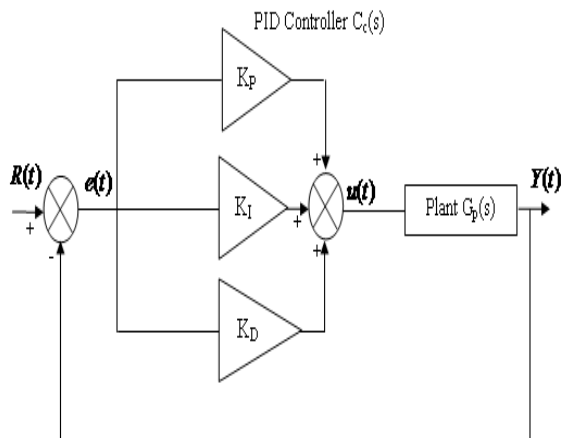 PID Controller C_c(s)
K_P
+
R(t)
e(t)
u(t)
Y(t)
K_I
Plant G_p(s)
+
+
-
+
K_D